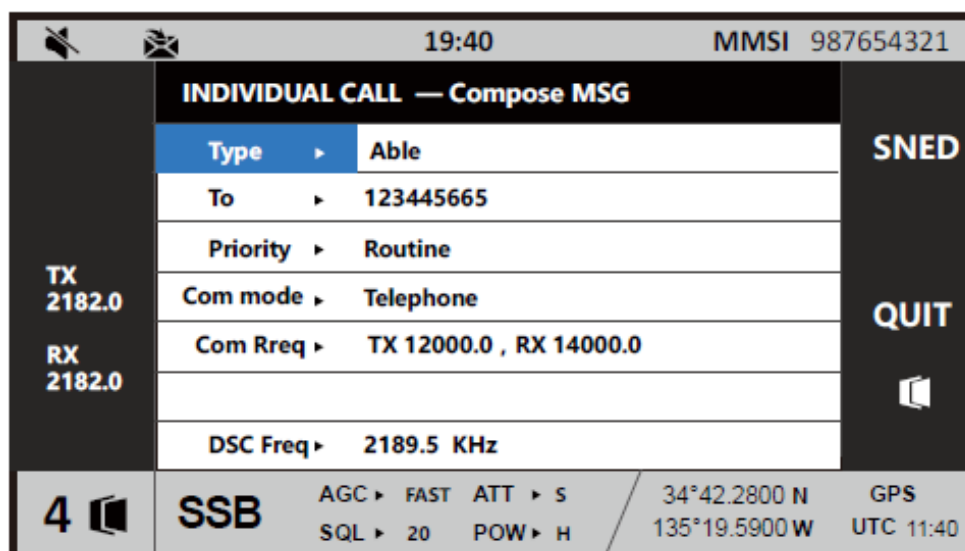 19:40 MMSI 987654321
INDIVIDUAL CALL — Compose MSG
Type ▸ Able
To ▸ 123445665
Priority ▸ Routine
Com mode ▸ Telephone
Com Rreq ▸ TX 12000.0 , RX 14000.0
DSC Freq ▸ 2189.5 KHz
TX
2182.0
RX
2182.0
SNED
QUIT
4
SSB
AGC ▸ FAST ATT ▸ S
SQL ▸ 20 POW ▸ H
34°42.2800 N
135°19.5900 W
GPS
UTC 11:40